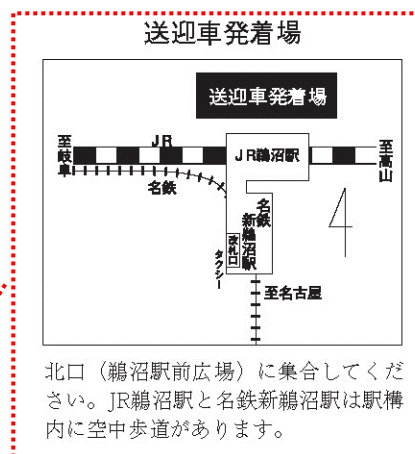 送迎車発着場
送迎車発着場
至岐阜
JR
JR鵜沼駅
至高山
名鉄
名鉄
新鵜沼駅
改札口
タクシー
至名古屋
北口（鵜沼駅前広場）に集合してくだ
さい。JR鵜沼駅と名鉄新鵜沼駅は駅構
内に空中歩道があります。